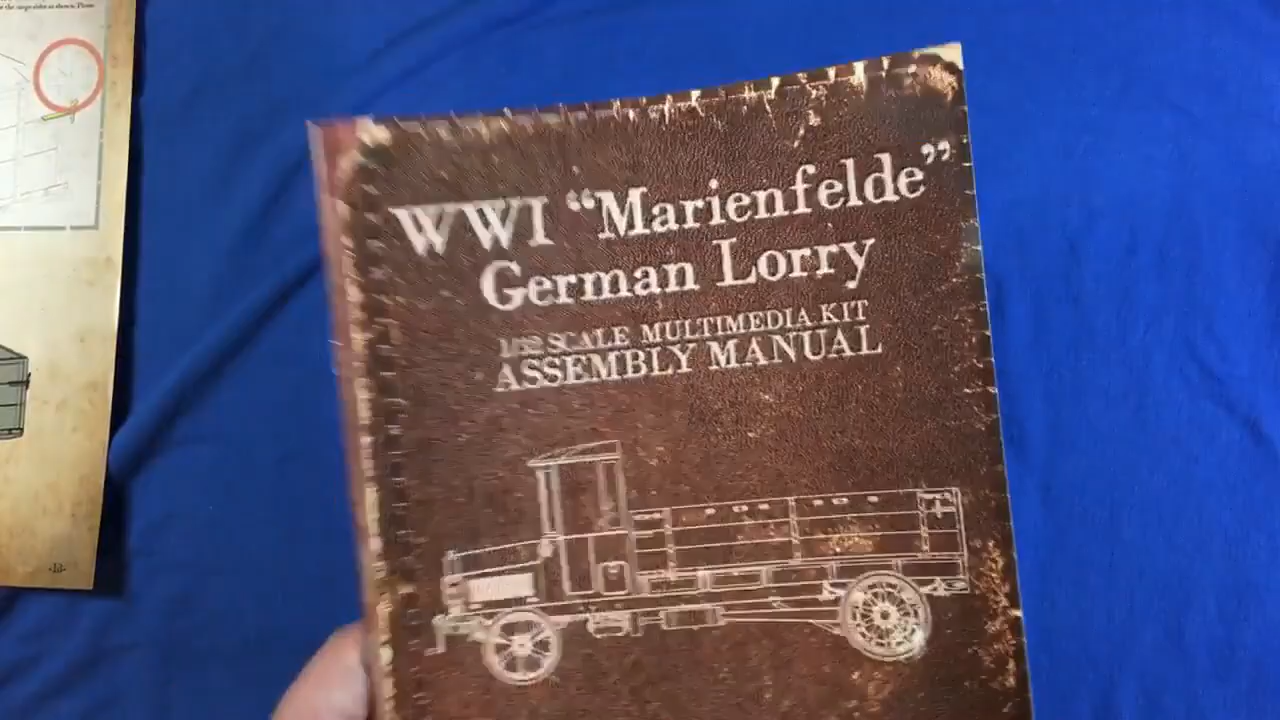 WWI “Marienfelde”
German Lorry
SCALE MULTIMEDIA KIT
ASSEMBLY MANUAL